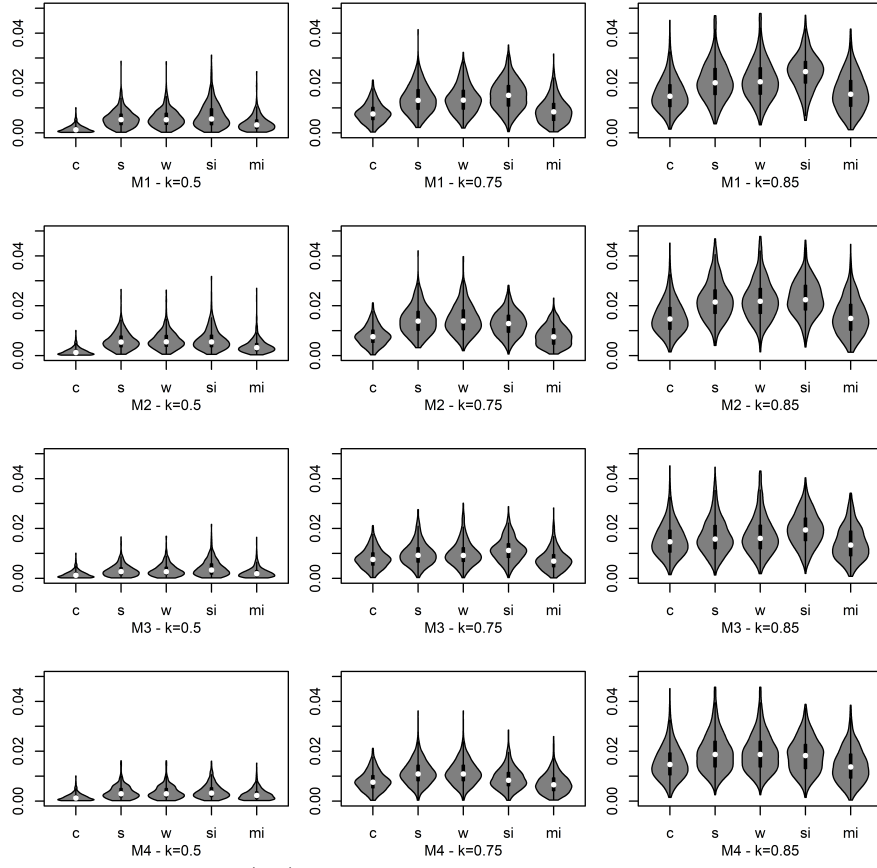 0.00 0.02 0.04
c s w si mi
M1 - k=0.5
0.00 0.02 0.04
c s w si mi
M1 - k=0.75
0.00 0.02 0.04
c s w si mi
M1 - k=0.85
0.00 0.02 0.04
c s w si mi
M2 - k=0.5
0.00 0.02 0.04
c s w si mi
M2 - k=0.75
0.00 0.02 0.04
c s w si mi
M2 - k=0.85
0.00 0.02 0.04
c s w si mi
M3 - k=0.5
0.00 0.02 0.04
c s w si mi
M3 - k=0.75
0.00 0.02 0.04
c s w si mi
M3 - k=0.85
0.00 0.02 0.04
c s w si mi
M4 - k=0.5
0.00 0.02 0.04
c s w si mi
M4 - k=0.75
0.00 0.02 0.04
c s w si mi
M4 - k=0.85